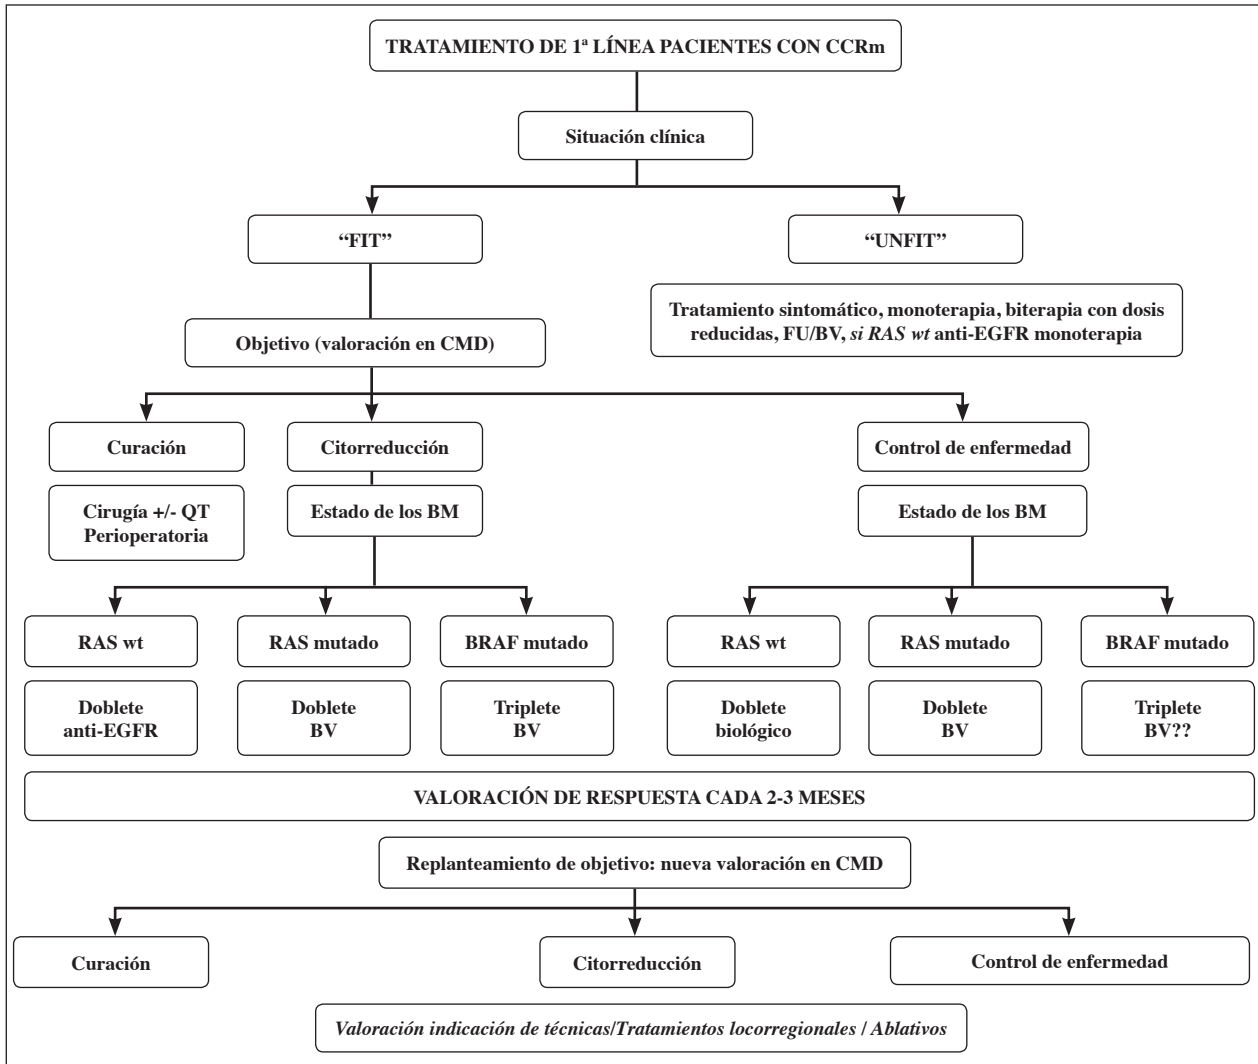 TRATAMIENTO DE 1ª LÍNEA PACIENTES CON CCRm
Situación clínica
“FIT”
“UNFIT”
Tratamiento sintomático, monoterapia, biterapia con dosis
reducidas, FU/BV, si RAS wt anti-EGFR monoterapia
Objetivo (valoración en CMD)
Curación
Citorreducción
Control de enfermedad
Cirugía +/- QT
Perioperatoria
Estado de los BM
Estado de los BM
RAS wt
RAS mutado
BRAF mutado
RAS wt
RAS mutado
BRAF mutado
Doblete
anti-EGFR
Doblete
BV
Triplete
BV
Doblete
biológico
Doblete
BV
Triplete
BV??
VALORACIÓN DE RESPUESTA CADA 2-3 MESES
Replanteamiento de objetivo: nueva valoración en CMD
Curación
Citorreducción
Control de enfermedad
Valoración indicación de técnicas/Tratamientos locorregionales / Ablativos